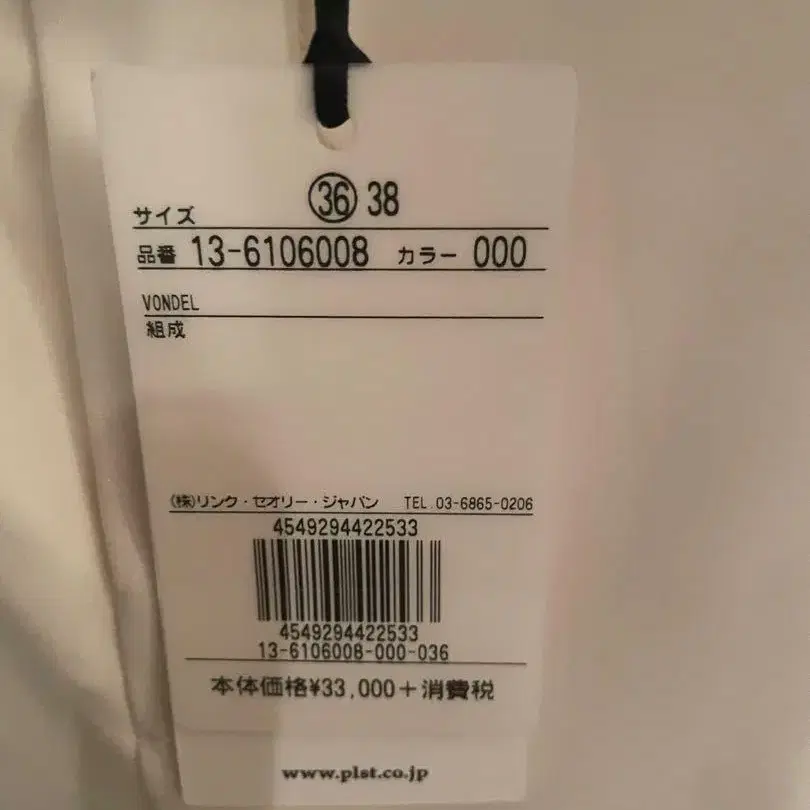 サイズ 36 38
品番 13-6106008 カラー 000
VONDEL
組成
(株)リンク・セオリー・ジャパン TEL 03-6865-0206
4549294422533
4549294422533
13-6106008-000-036
本体価格¥33,000+消費税
www.plst.co.jp